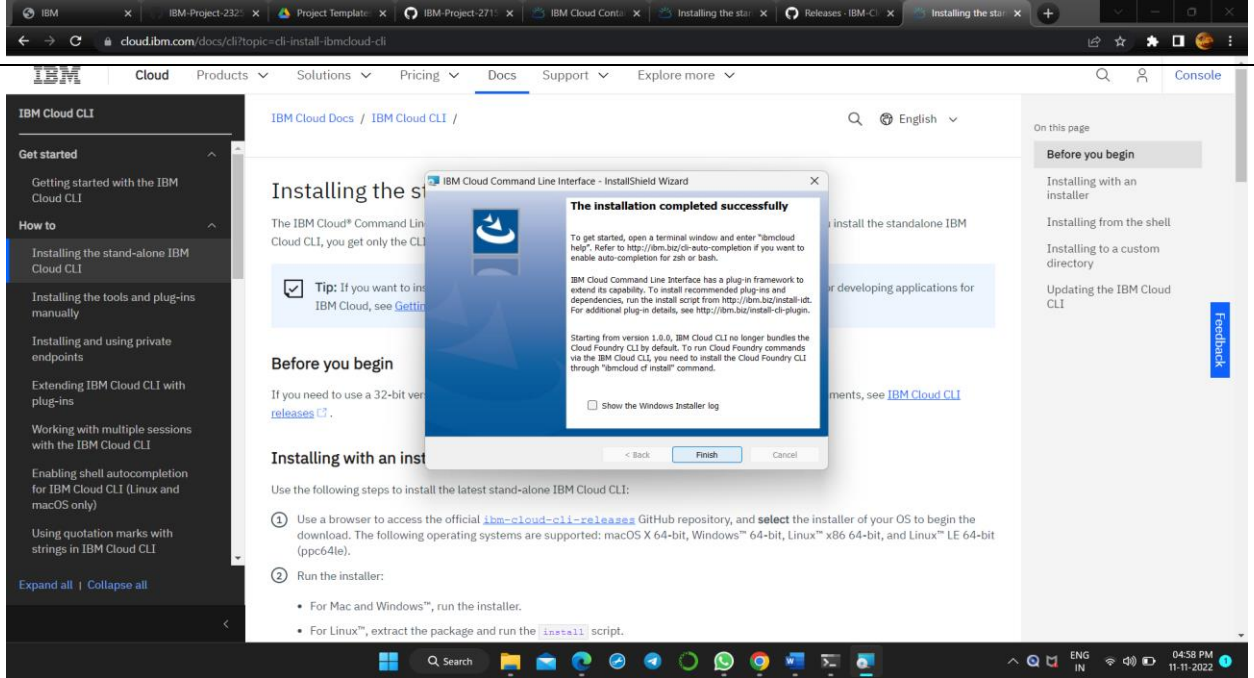 IBM
IBM-Project-2325
Project Template
IBM-Project-2715
IBM Cloud Conta
Installing the sta
Releases · IBM-Cl
Installing the star
cloud.ibm.com/docs/cli?topic=cli-install-ibmcloud-cli
IBM Cloud Products Solutions Pricing Docs Support Explore more Console
IBM Cloud CLI
Get started
Getting started with the IBM
Cloud CLI
How to
Installing the stand-alone IBM
Cloud CLI
Installing the tools and plug-ins
manually
Installing and using private
endpoints
Extending IBM Cloud CLI with
plug-ins
Working with multiple sessions
with the IBM Cloud CLI
Enabling shell autocompletion
for IBM Cloud CLI (Linux and
macOS only)
Using quotation marks with
strings in IBM Cloud CLI
Expand all | Collapse all
IBM Cloud Docs / IBM Cloud CLI /
English
Installing the st
The IBM Cloud® Command Lin
install the standalone IBM
Cloud CLI, you get only the CLI
Tip: If you want to ins
or developing applications for
IBM Cloud, see Gettin
Before you begin
If you need to use a 32-bit ver
ments, see IBM Cloud CLI
releases .
Installing with an inst
Use the following steps to install the latest stand-alone IBM Cloud CLI:
1 Use a browser to access the official ibm-cloud-cli-releases GitHub repository, and select the installer of your OS to begin the
download. The following operating systems are supported: macOS X 64-bit, Windows™ 64-bit, Linux™ x86 64-bit, and Linux™ LE 64-bit
(ppc64le).
2 Run the installer:
• For Mac and Windows™, run the installer.
• For Linux™, extract the package and run the install script.
IBM Cloud Command Line Interface - InstallShield Wizard
The installation completed successfully
To get started, open a terminal window and enter "ibmcloud
help". Refer to http://ibm.biz/cli-auto-completion if you want to
enable auto-completion for zsh or bash.
IBM Cloud Command Line Interface has a plug-in framework to
extend its capability. To install recommended plug-ins and
dependencies, run the install script from http://ibm.biz/install-idt.
For additional plug-in details, see http://ibm.biz/install-cli-plugin.
Starting from version 1.0.0, IBM Cloud CLI no longer bundles the
Cloud Foundry CLI by default. To run Cloud Foundry commands
via the IBM Cloud CLI, you need to install the Cloud Foundry CLI
through "ibmcloud cf install" command.
Show the Windows Installer log
< Back Finish Cancel
On this page
Before you begin
Installing with an
installer
Installing from the shell
Installing to a custom
directory
Updating the IBM Cloud
CLI
Feedback
Search
ENG
IN
04:58 PM
11-11-2022
1